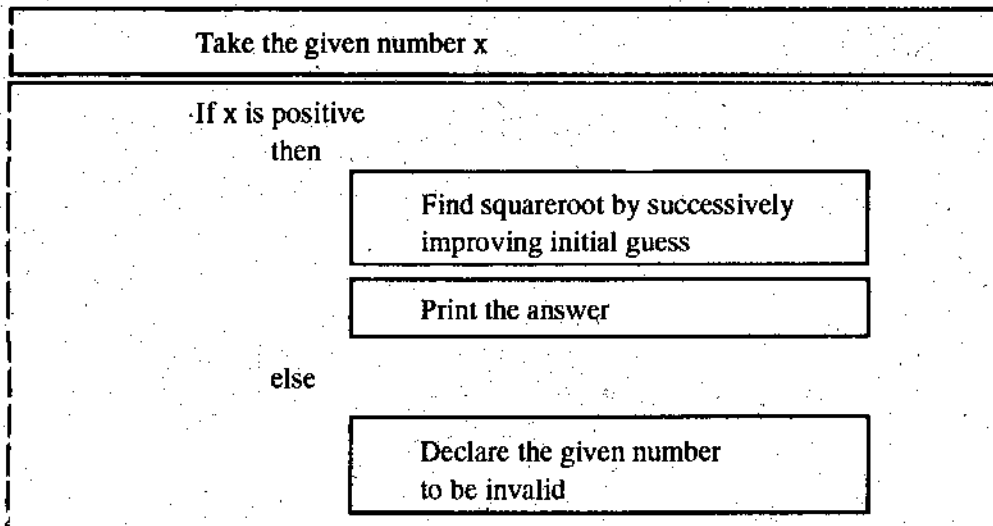 Take the given number x
If x is positive
then
Find squareroot by successively
improving initial guess
Print the answer
else
Declare the given number
to be invalid